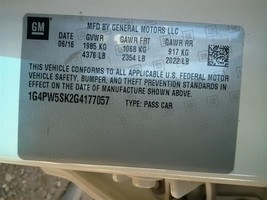 GM
MFD BY GENERAL MOTORS LLC
06/16 GVWR GAWR FRT GAWR RR
1985 KG 1068 KG 917 KG
4376 LB 2354 LB 2022 LB
THIS VEHICLE CONFORMS TO ALL APPLICABLE U.S. FEDERAL MOTOR
VEHICLE SAFETY, BUMPER, AND THEFT PREVENTION STANDARDS
IN EFFECT ON THE DATE OF MANUFACTURE SHOWN ABOVE.
1G4PW5SK2G4177057 TYPE: PASS CAR